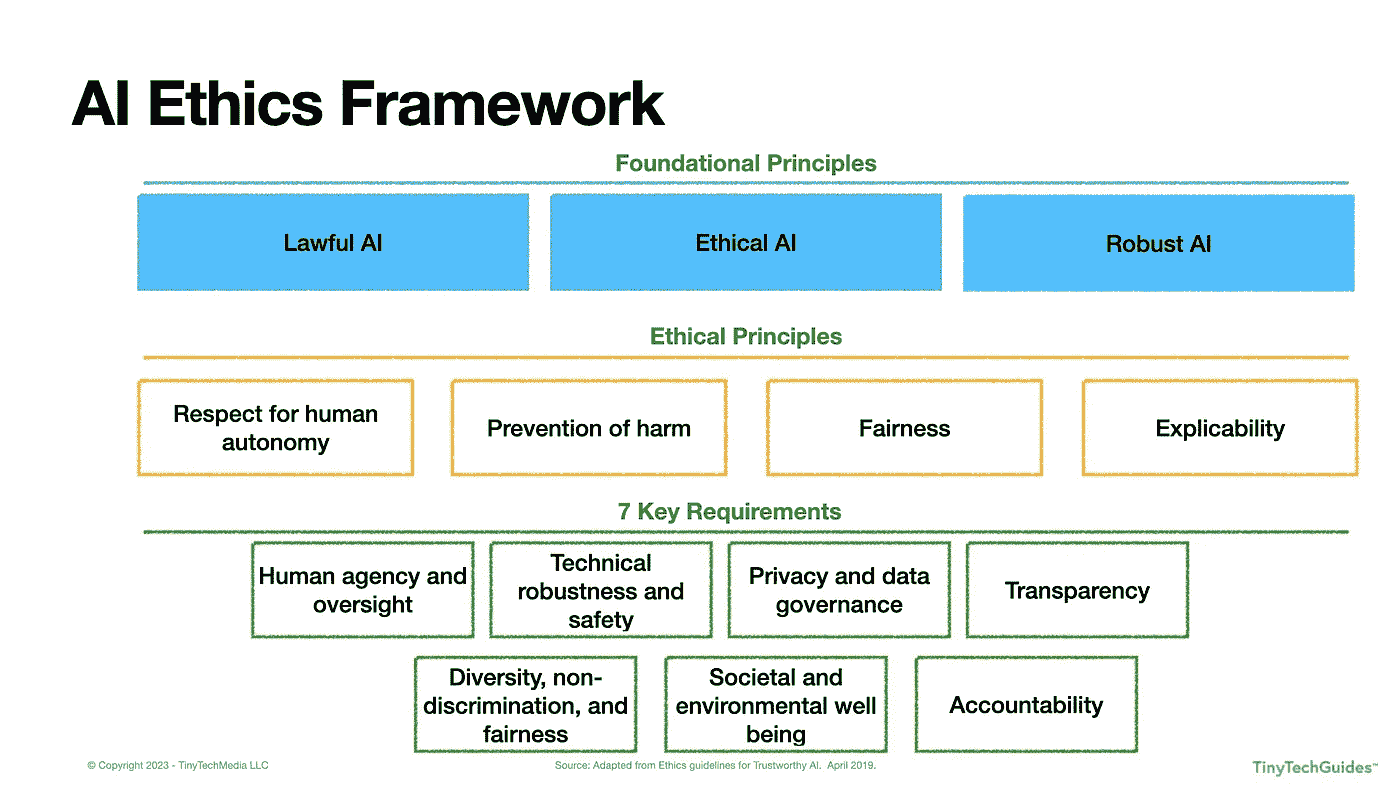 AI Ethics Framework
Foundational Principles
Lawful AI
Ethical AI
Robust AI
Ethical Principles
Respect for human
autonomy
Prevention of harm
Fairness
Explicability
7 Key Requirements
Human agency and
oversight
Technical
robustness and
safety
Privacy and data
governance
Transparency
Diversity, non-
discrimination, and
fairness
Societal and
environmental well
being
Accountability
© Copyright 2023 - TinyTechMedia LLC
Source: Adapted from Ethics guidelines for Trustworthy AI.  April 2019.
TinyTechGuides™